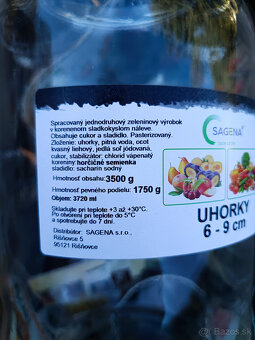 Spracovaný jednodruhový zeleninový výrobok
v korenenom sladkokyslom náleve.
Obsahuje cukor a sladidlo. Pasterizovaný.
Zloženie: uhorky, pitná voda, ocot
kvasný liehový, jedlá soľ jódovaná,
cukor, stabilizátor: chlorid vápenatý
koreniny horčičné semienka
sladidlo: sacharin sodný
Hmotnosť obsahu: 3500 g
Hmotnosť pevného podielu: 1750 g
Objem: 3720 ml
Skladujte pri teplote +3 až +30°C.
Po otvorení pri teplote do 5°C
a spotrebujte do 7 dní.
Distribútor: SAGENA s.r.o.,
Rišňovce 5
95121 Rišňovce
SAGENA
UHORKY
6 - 9 cm
Bazos.sk